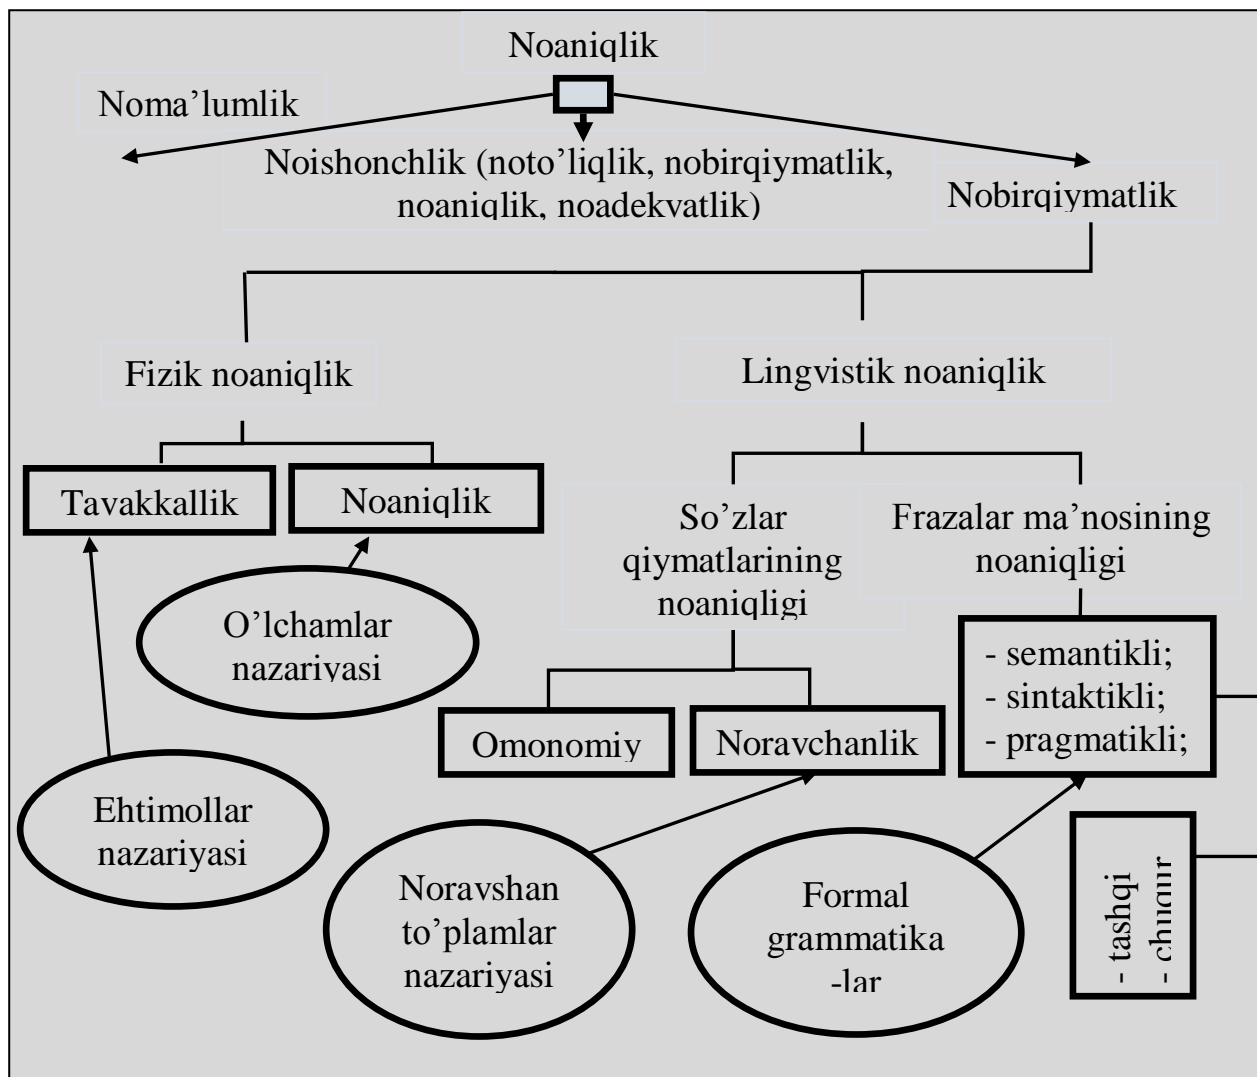 Noaniqlik
Noma’lumlik
Noishonchlik (noto’liqlik, nobirqiymatlik,
noaniqlik, noadekvatlik)
Nobirqiymatlik
Fizik noaniqlik
Lingvistik noaniqlik
Tavakkallik
Noaniqlik
So’zlar
qiymatlarining
noaniqligi
Frazalar ma’nosining
noaniqligi
O’lchamlar
nazariyasi
- semantikli;
- sintaktikli;
- pragmatikli;
Omonomiy
Noravchanlik
Ehtimollar
nazariyasi
Noravshan
to’plamlar
nazariyasi
Formal
grammatika
-lar
- tashqi
- chuqur